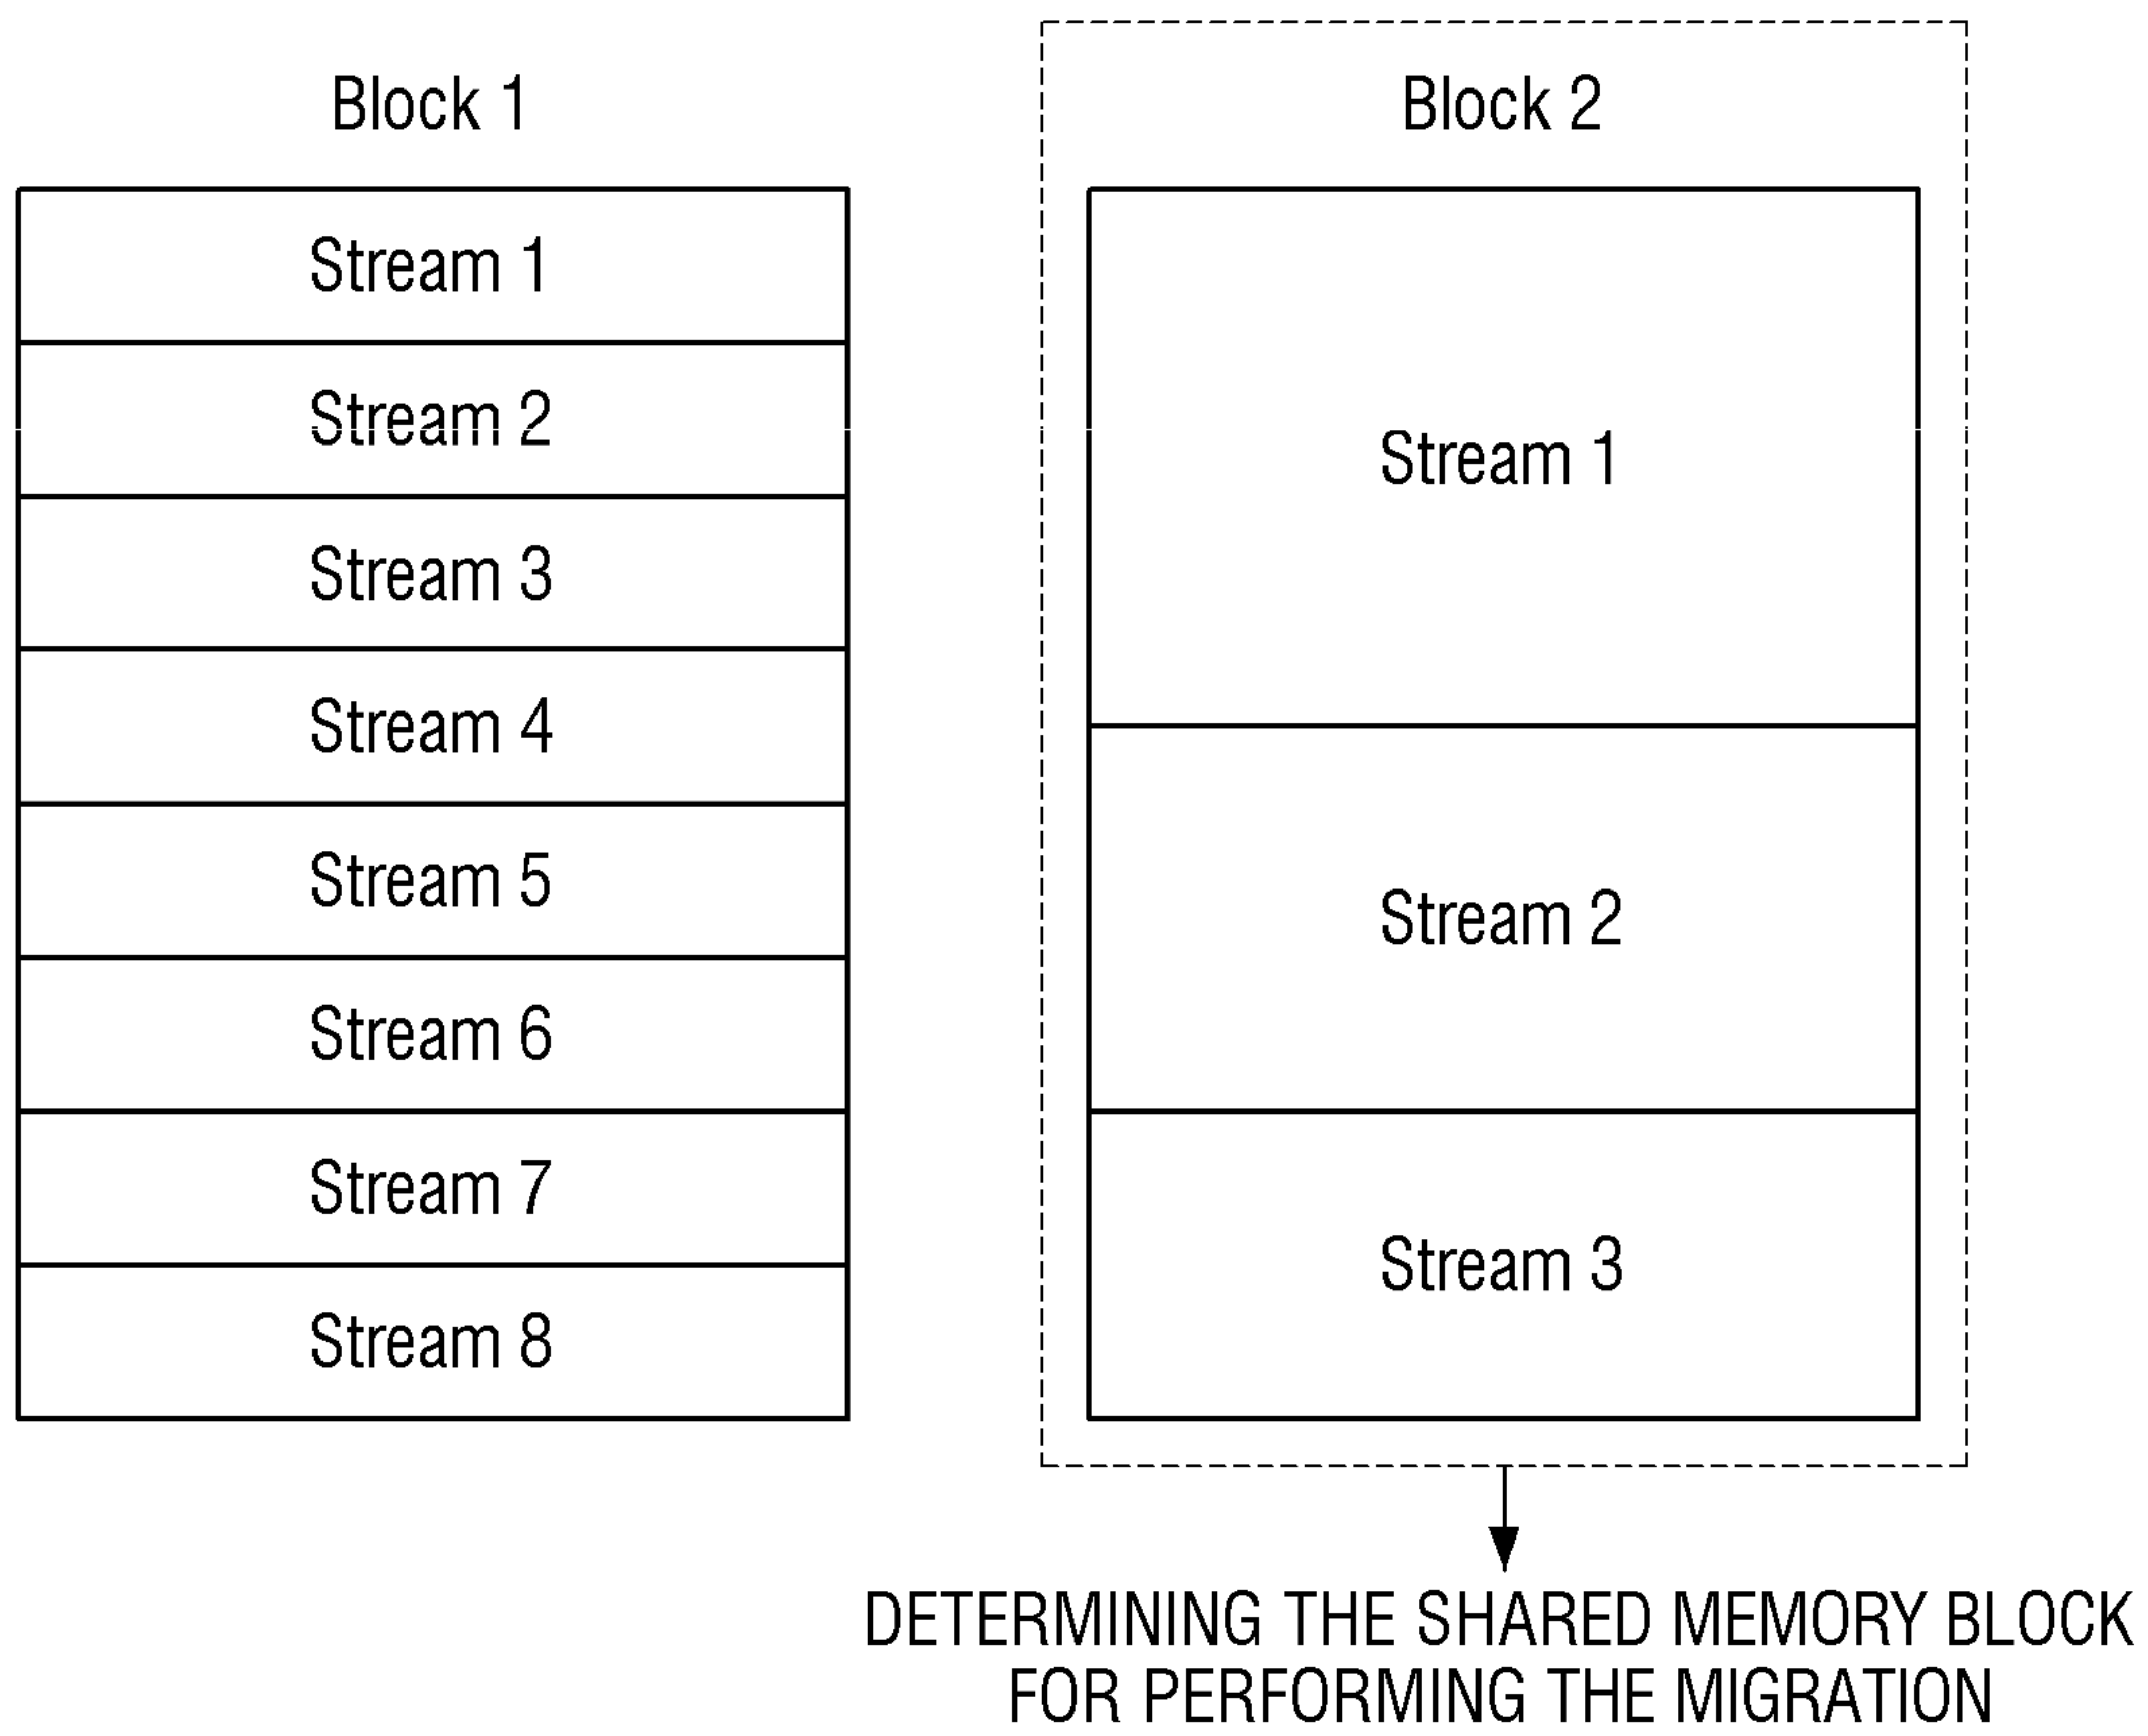 Block 1
Stream 1
Stream 2
Stream 3
Stream 4
Stream 5
Stream 6
Stream 7
Stream 8
Block 2
Stream 1
Stream 2
Stream 3
DETERMINING THE SHARED MEMORY BLOCK
FOR PERFORMING THE MIGRATION